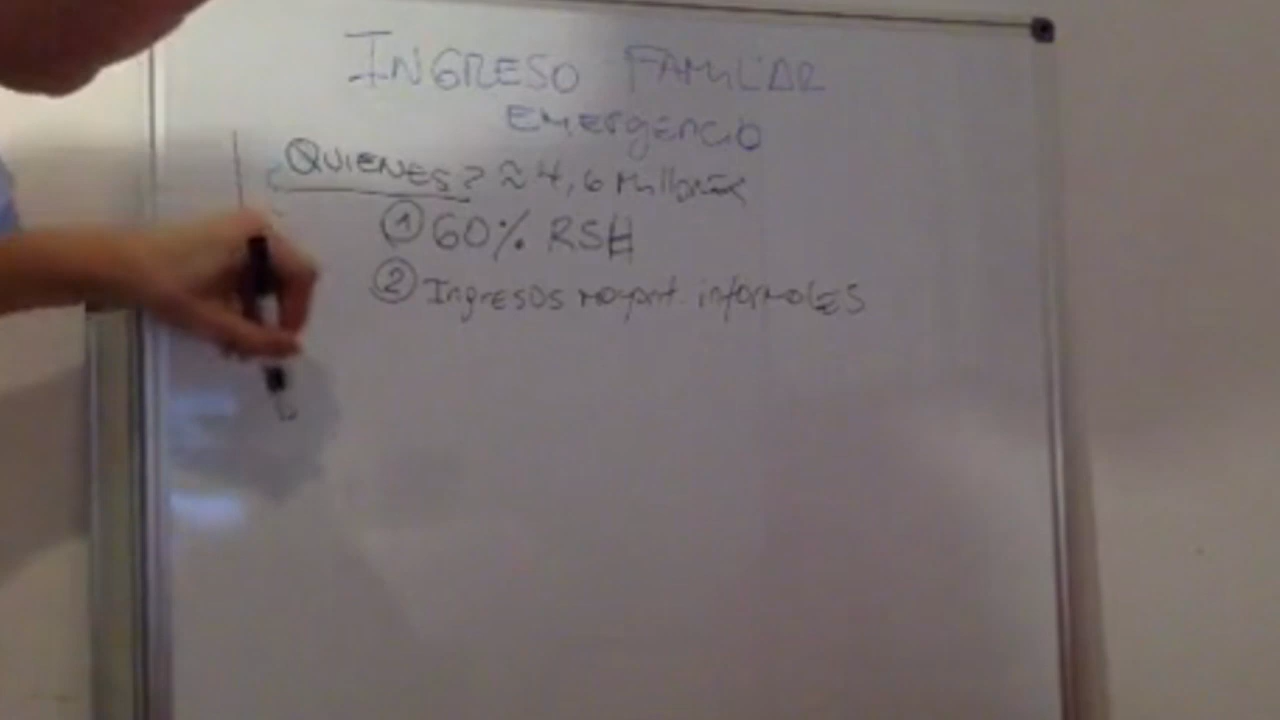 INGRESO FAMILIAR
EMERGENCIA
¿QUIENES? ≈ 4,6 Millones
① 60% RSH
② Ingresos mayorit. informales